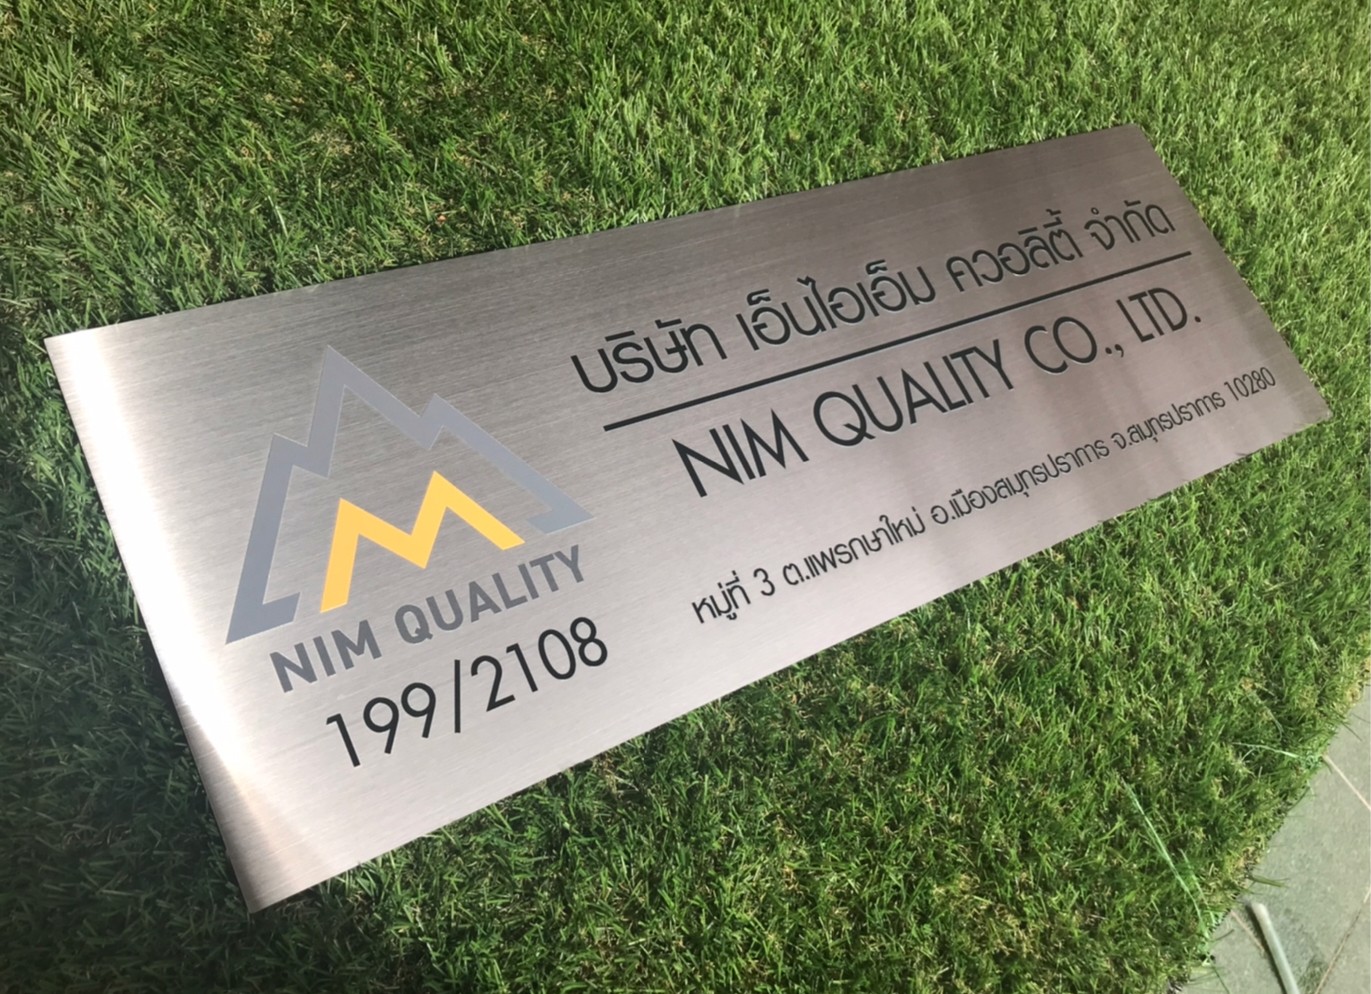 บริษัท เอ็นไอเอ็ม ควอลิตี้ จำกัด
NIM QUALITY CO., LTD.
NIM QUALITY
199/2108
หมู่ที่ 3 ต.แพรกษาใหม่ อ.เมืองสมุทรปราการ จ.สมุทรปราการ 10280